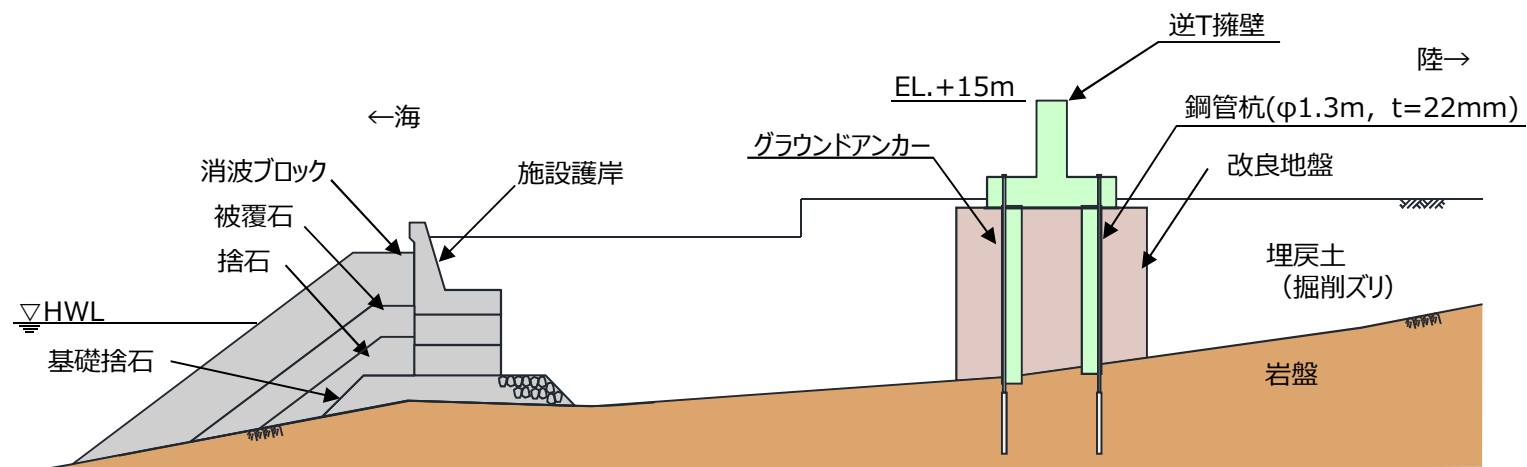 逆T擁壁
陸→
EL.+15m
鋼管杭(φ1.3m, t=22mm)
←海
グラウンドアンカー
消波ブロック
施設護岸
改良地盤
被覆石
捨石
埋戻土
（掘削ズリ）
▽HWL
基礎捨石
岩盤